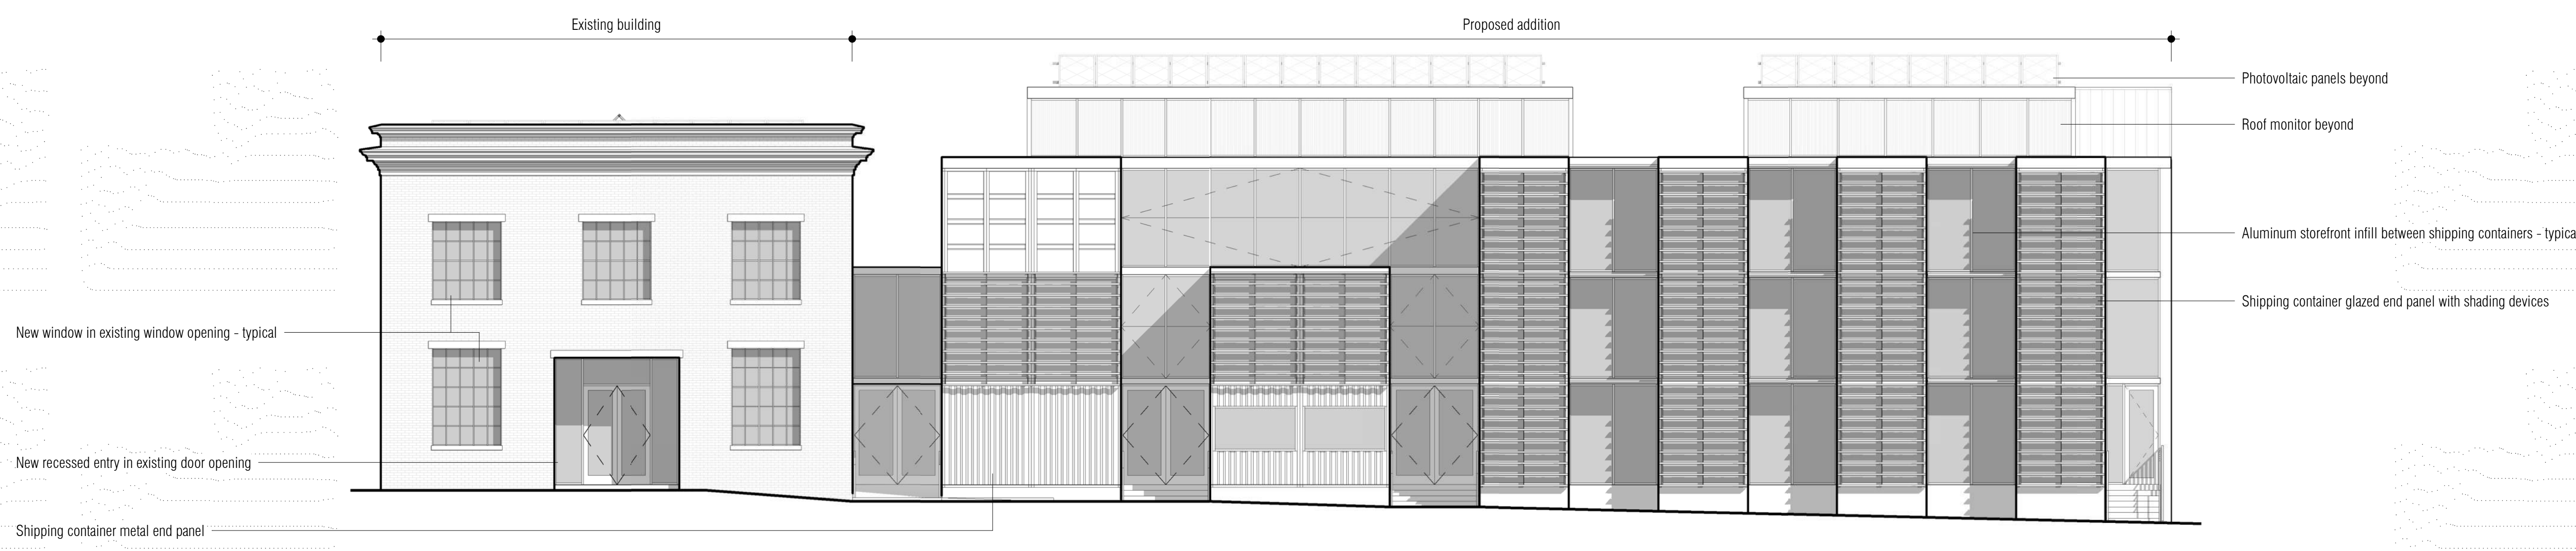 Existing building
Proposed addition
Photovoltaic panels beyond
Roof monitor beyond
Aluminum storefront infill between shipping containers - typica
Shipping container glazed end panel with shading devices
New window in existing window opening - typical
New recessed entry in existing door opening
Shipping container metal end panel